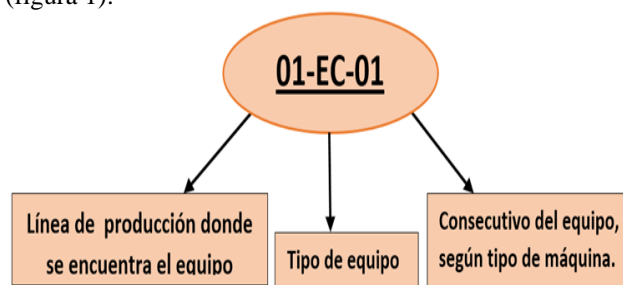 (figura 1).
01-EC-01
Línea de producción donde
se encuentra el equipo
Tipo de equipo
Consecutivo del equipo,
según tipo de máquina.